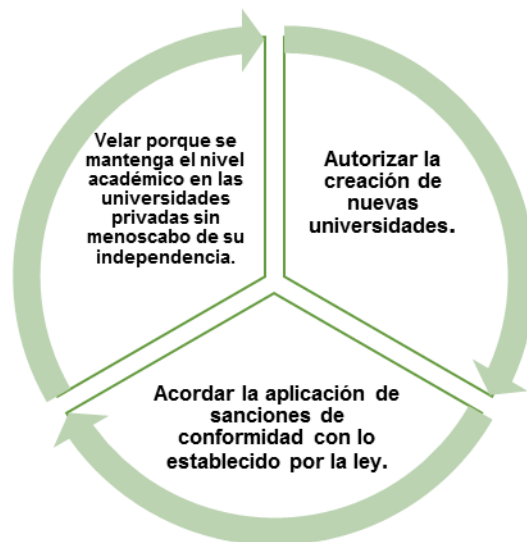 Velar porque se
mantenga el nivel
académico en las
universidades
privadas sin
menoscabo de su
independencia.
Autorizar la
creación de
nuevas
universidades.
Acordar la aplicación de
sanciones de
conformidad con lo
establecido por la ley.